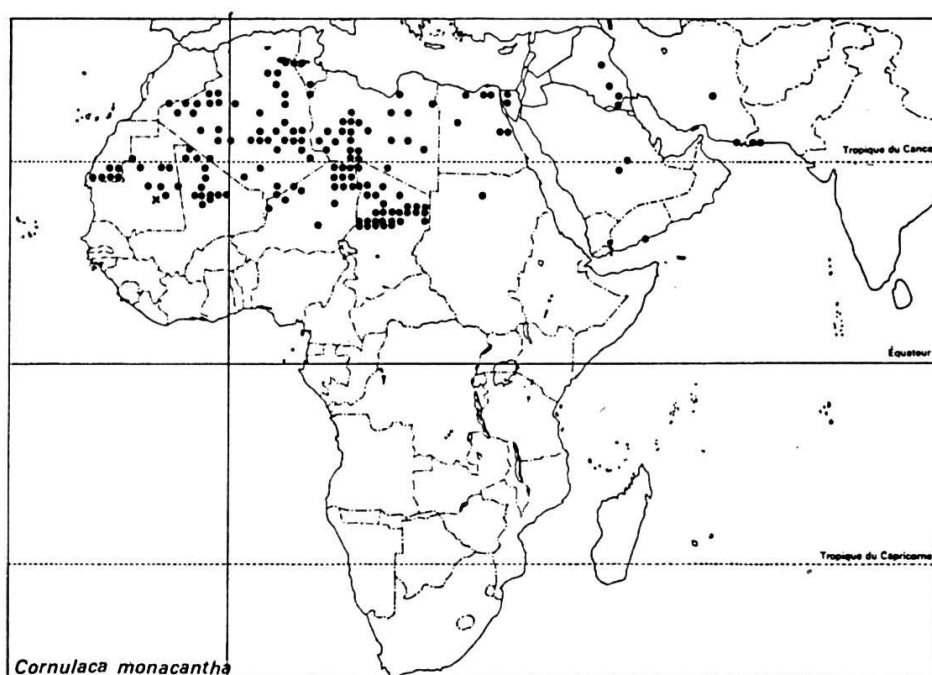 Tropique du Cancer
Équateur
Tropique du Capricorne
Cornulaca monacantha